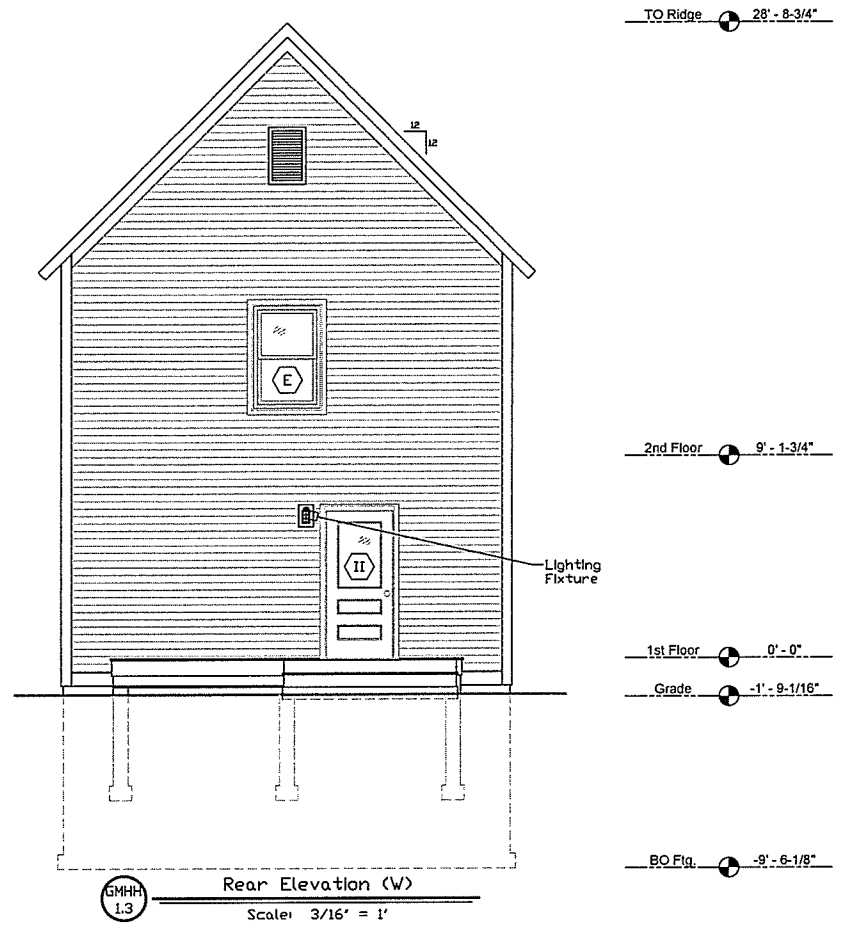 TO Ridge 28' - 8-3/4"
12
12
E
2nd Floor 9' - 1-3/4"
II
Lighting
Fixture
1st Floor 0' - 0"
Grade -1' - 9-1/16"
BO Ftg. -9' - 6-1/8"
GMHH
1.3
Rear Elevation (W)
Scale: 3/16" = 1'